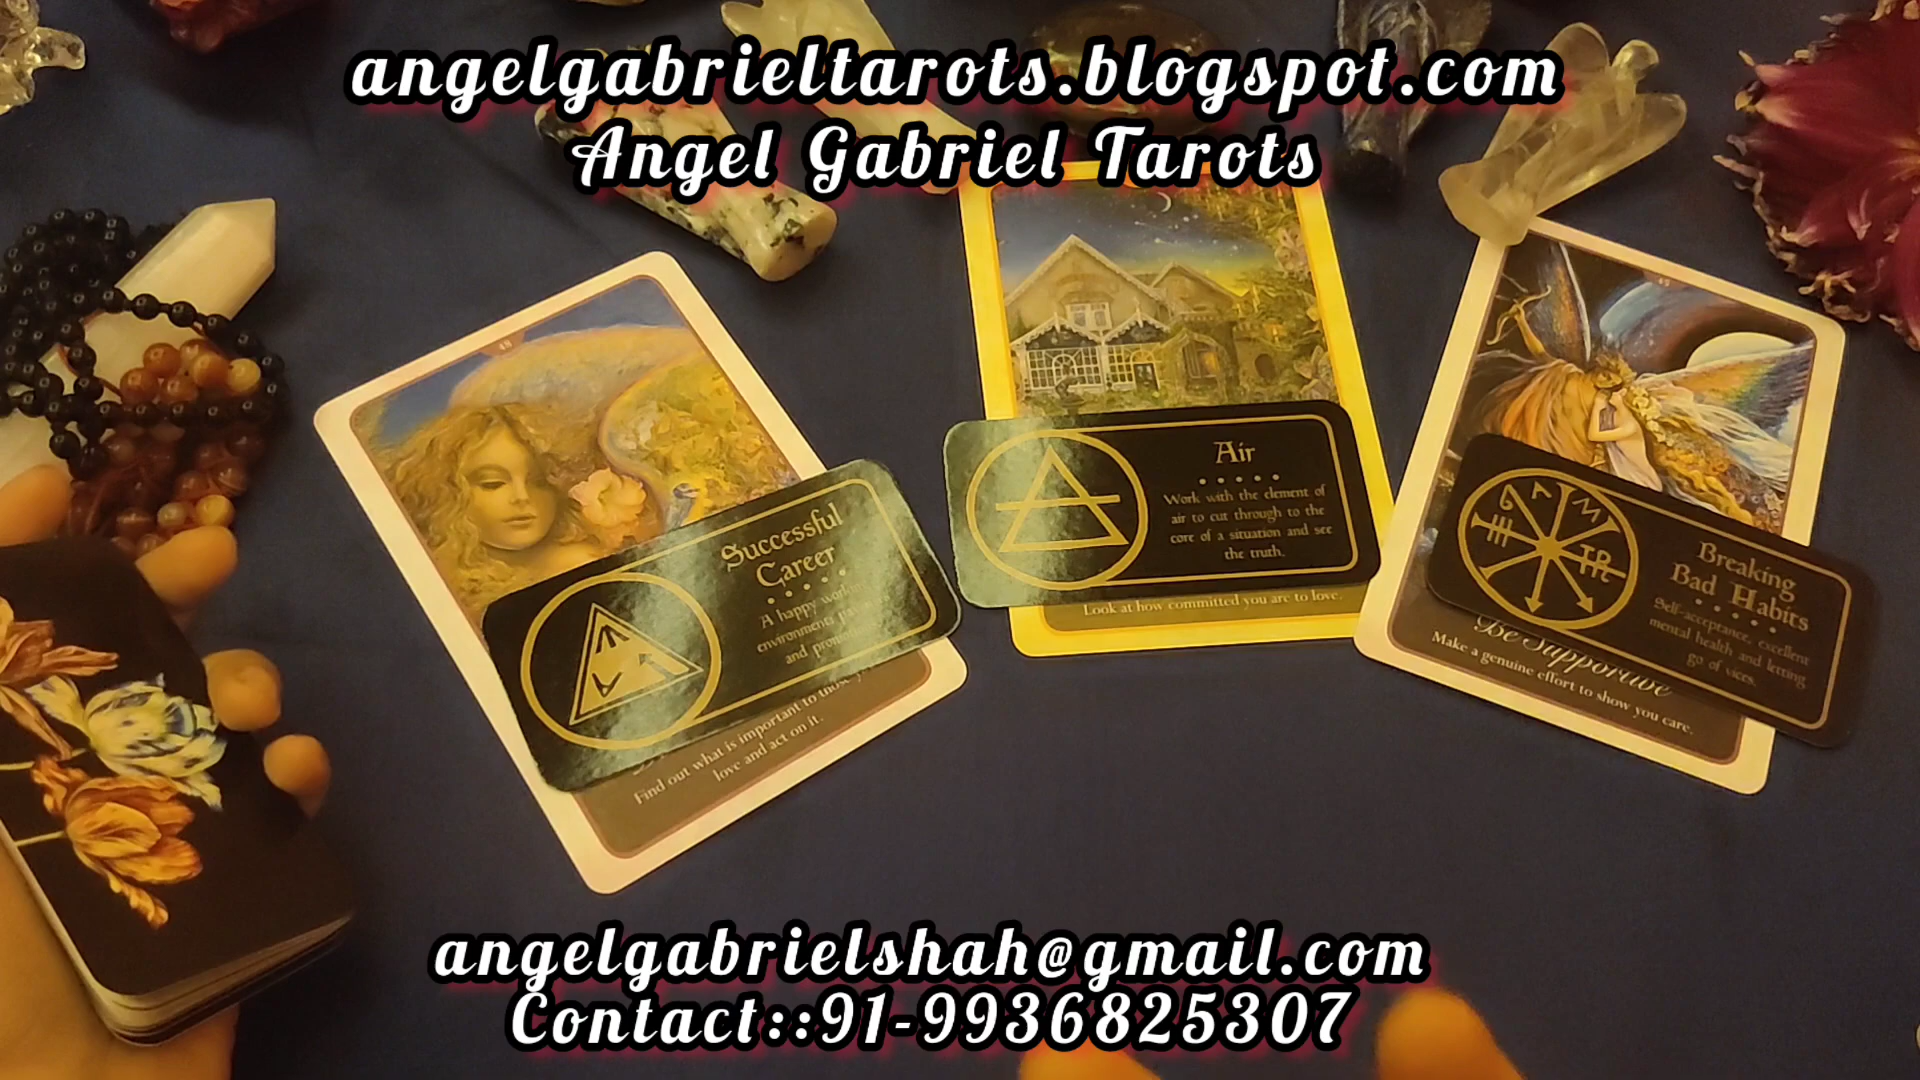 angelgabrieltarots.blogspot.com
Angel Gabriel Tarots
48
Successful
Career
A happy
environments
and
Find out what is important to those
love and act on it.
Air
Work with the element of
air to cut through to the
core of a situation and see
the truth.
Look at how committed you are to love.
Breaking
Bad Habits
Self-acceptance, excellent
mental health and letting
go of vices.
Be Supportive
Make a genuine effort to show you care.
angelgabrielshah@gmail.com
Contact::91-9936825307